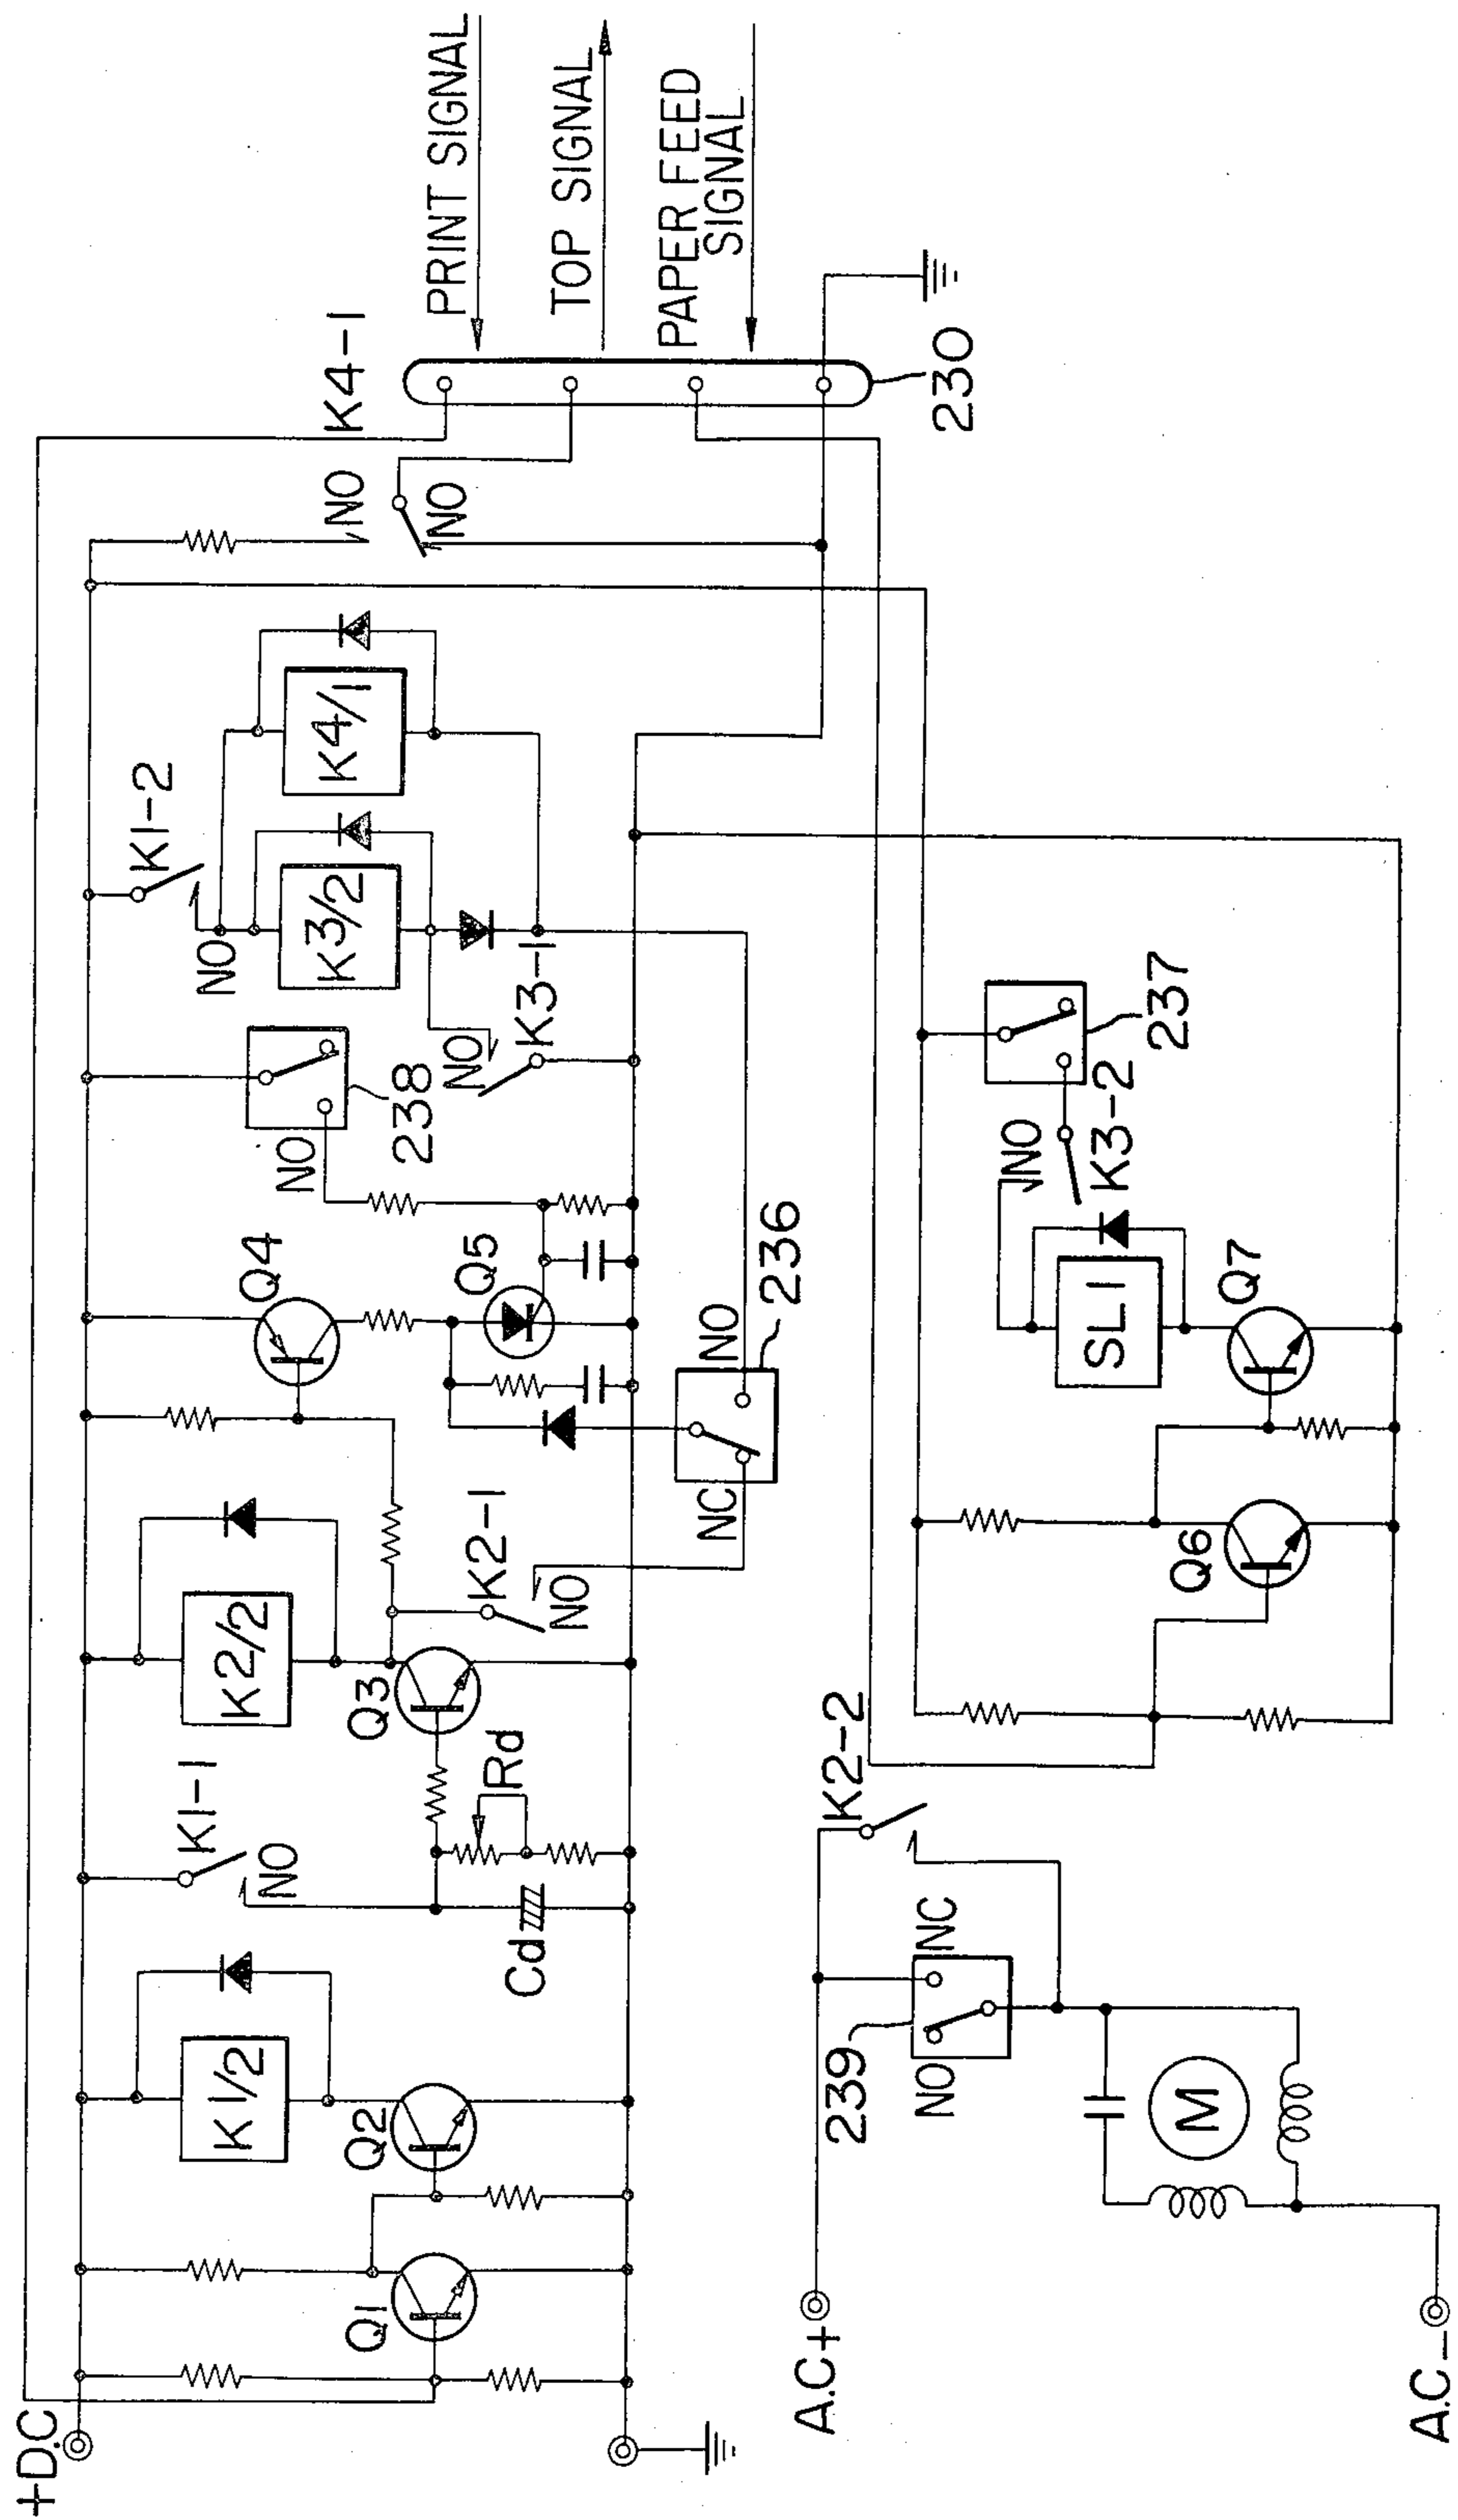 +D.C
K1/2
K1-1
K2/2
Q4
238
NO
K1-2
NO
K3/2
K4/1
K4-1
NO
NO
PRINT SIGNAL
TOP SIGNAL
PAPER FEED
SIGNAL
230
Q1
Q2
NO
Cd
Rd
Q3
K2-1
NO
Q5
NO
K3-1
NC
NO
236
A.C+
239
NO
NC
K2-2
M
A.C-
Q6
SL1
Q7
NO
K3-2
237